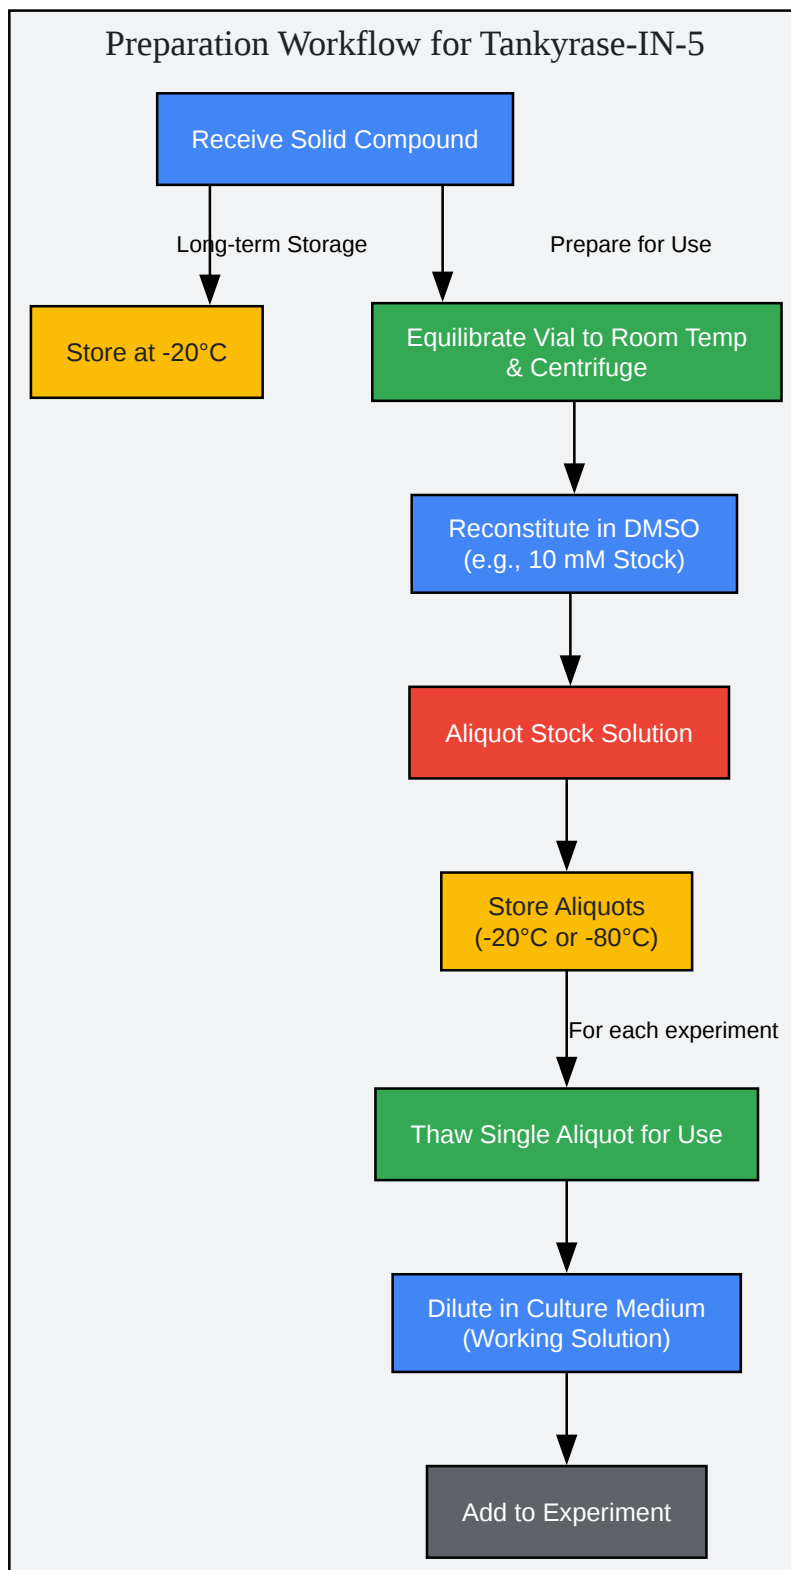 Preparation Workflow for Tankyrase-IN-5
Receive Solid Compound
Long-term Storage
Prepare for Use
Store at -20°C
Equilibrate Vial to Room Temp
& Centrifuge
Reconstitute in DMSO
(e.g., 10 mM Stock)
Aliquot Stock Solution
Store Aliquots
(-20°C or -80°C)
For each experiment
Thaw Single Aliquot for Use
Dilute in Culture Medium
(Working Solution)
Add to Experiment